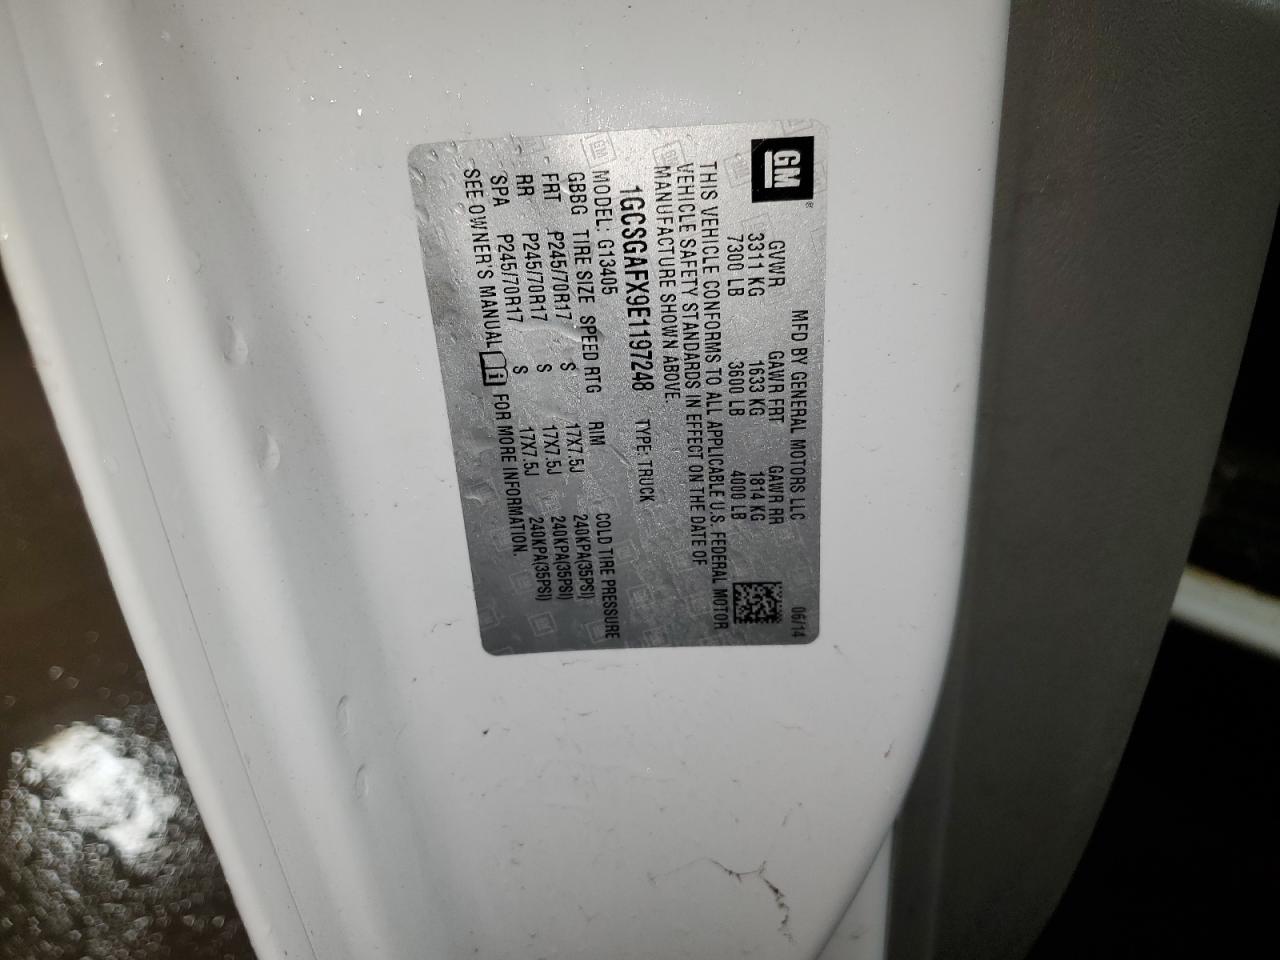 GM
MFD BY GENERAL MOTORS LLC 06/14
GVWR GAWR FRT GAWR RR
3311 KG 1633 KG 1814 KG
7300 LB 3600 LB 4000 LB
THIS VEHICLE CONFORMS TO ALL APPLICABLE U.S. FEDERAL MOTOR
VEHICLE SAFETY STANDARDS IN EFFECT ON THE DATE OF
MANUFACTURE SHOWN ABOVE.
1GCSGAFX9E1197248 TYPE: TRUCK
MODEL: G13405
GBBG TIRE SIZE SPEED RTG RIM COLD TIRE PRESSURE
FRT P245/70R17 S 17X7.5J 240KPA(35PSI)
RR P245/70R17 S 17X7.5J 240KPA(35PSI)
SPA P245/70R17 S 17X7.5J 240KPA(35PSI)
SEE OWNER'S MANUAL i FOR MORE INFORMATION.